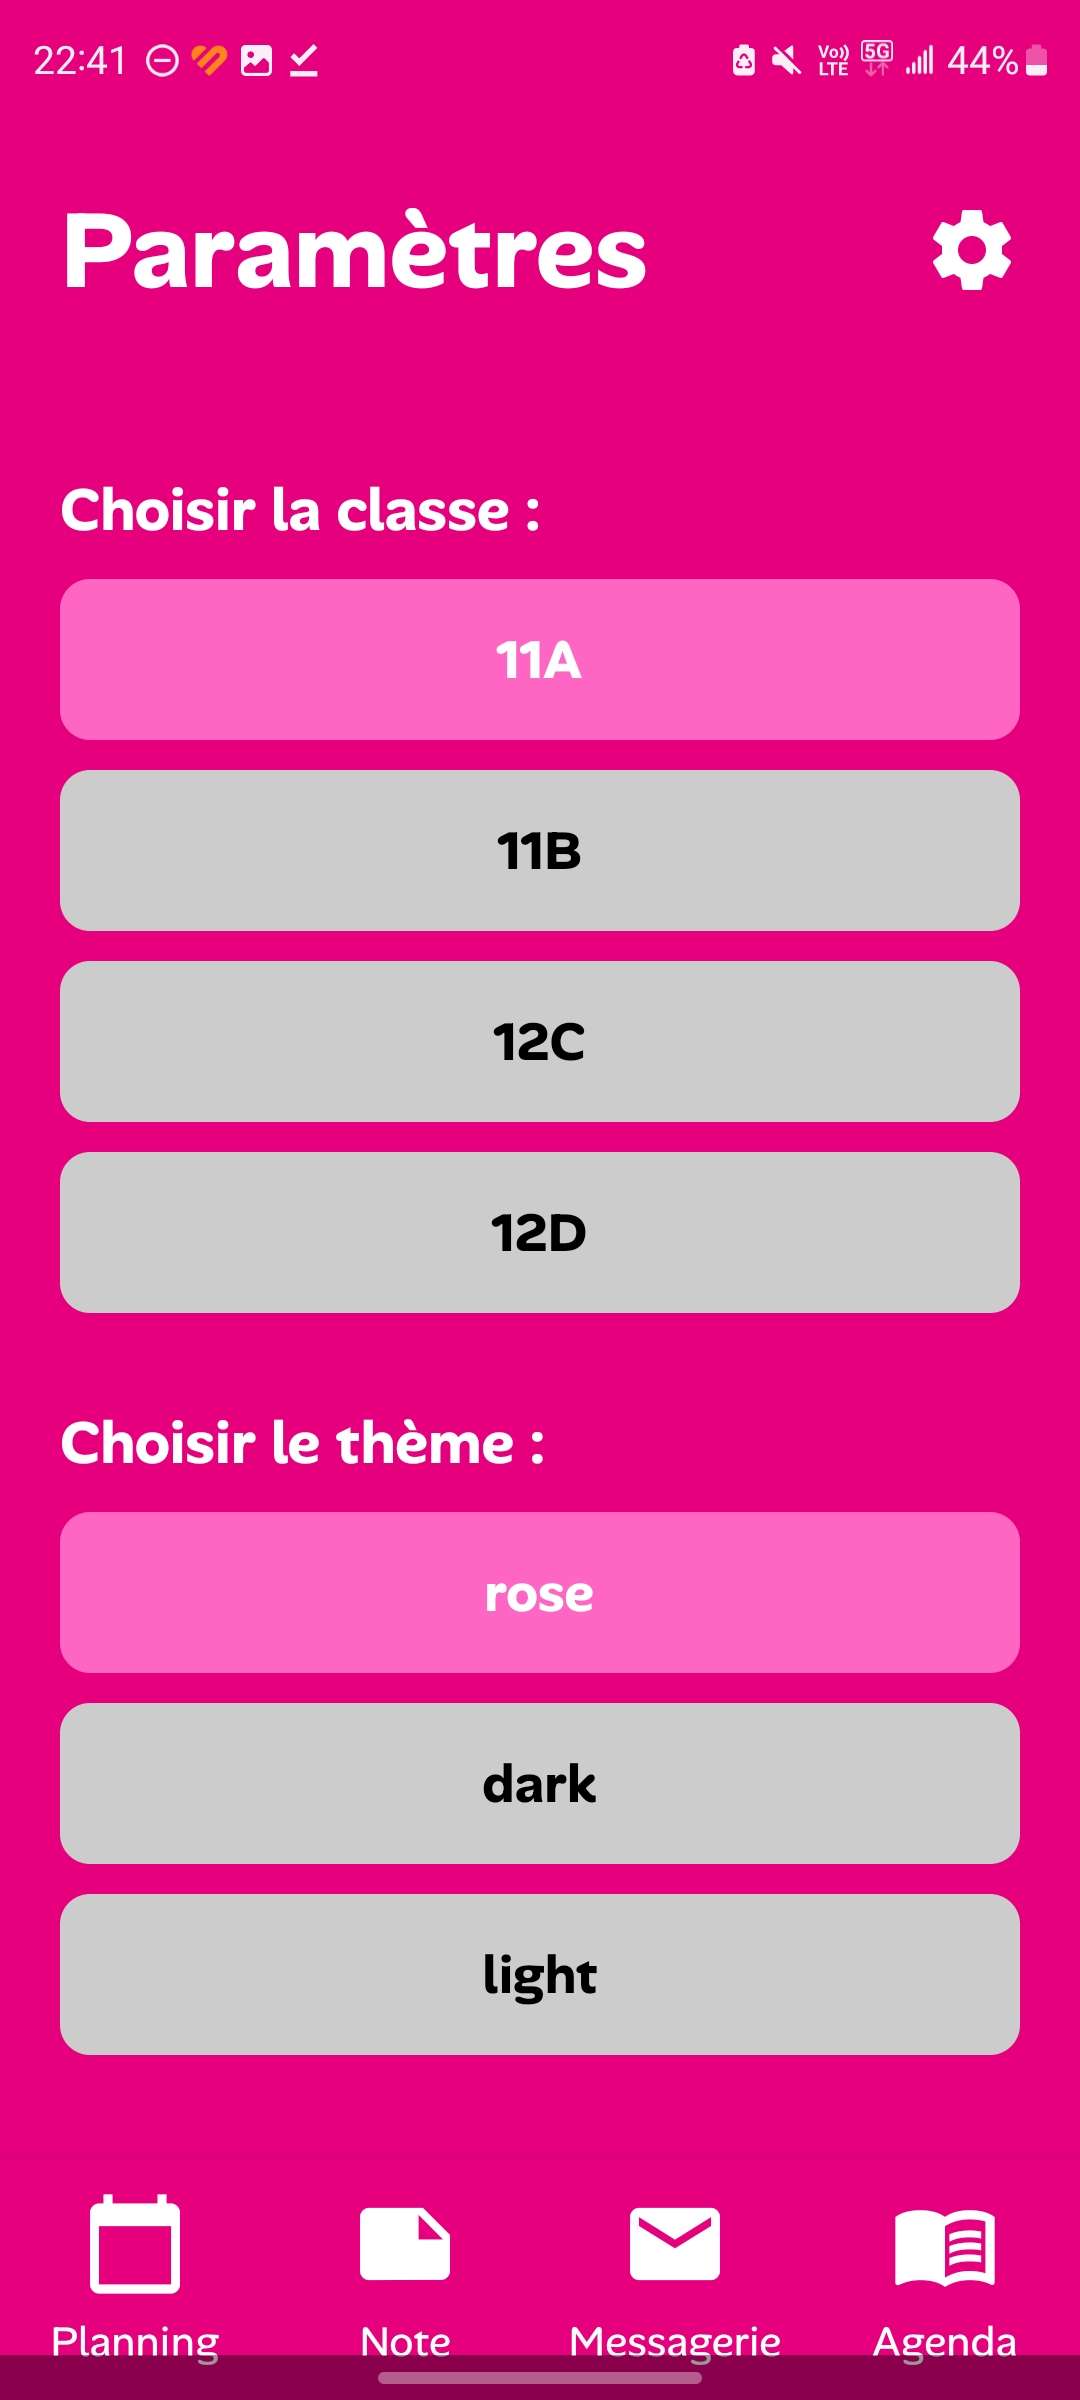 22:41
Vo)) LTE 5G 44%
Paramètres
Choisir la classe :
11A
11B
12C
12D
Choisir le thème :
rose
dark
light
Planning Note Messagerie Agenda